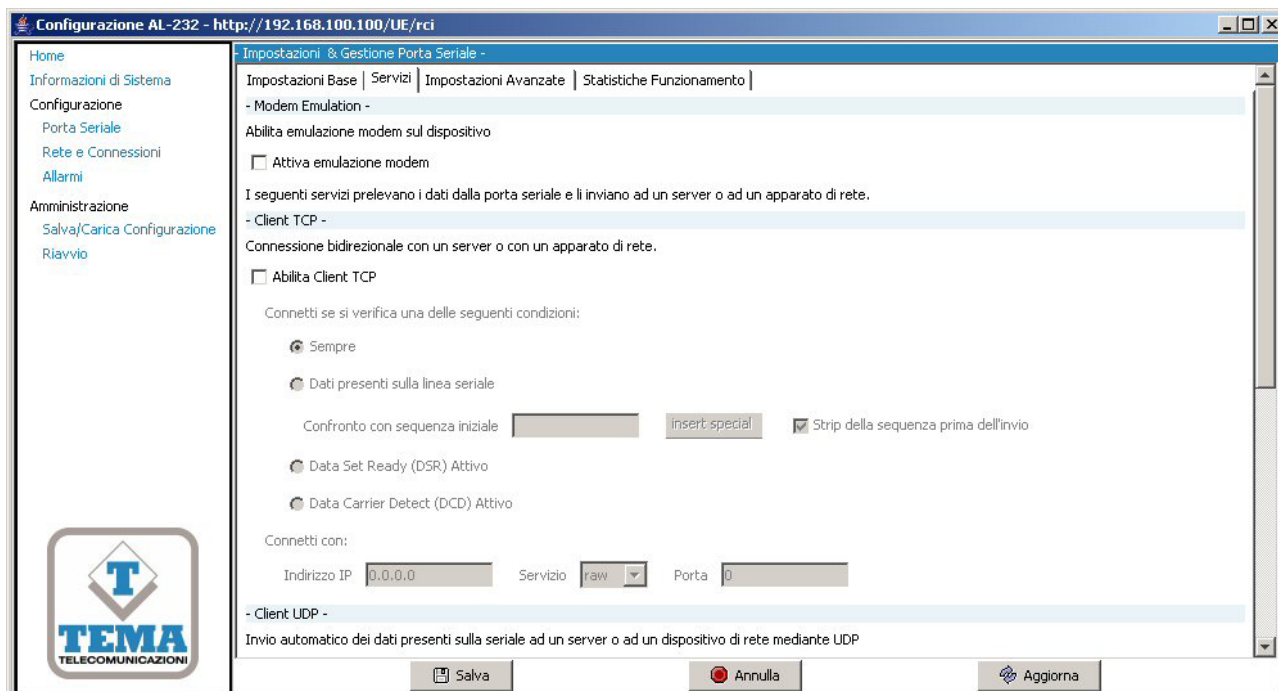 Configurazione AL-232 - http://192.168.100.100/UE/rci
Home
Informazioni di Sistema
Configurazione
Porta Seriale
Rete e Connessioni
Allarmi
Amministrazione
Salva/Carica Configurazione
Riavvio
TEMA
TELECOMUNICAZIONI
- Impostazioni & Gestione Porta Seriale -
Impostazioni Base | Servizi | Impostazioni Avanzate | Statistiche Funzionamento |
- Modem Emulation -
Abilita emulazione modem sul dispositivo
Attiva emulazione modem
I seguenti servizi prelevano i dati dalla porta seriale e li inviano ad un server o ad un apparato di rete.
- Client TCP -
Connessione bidirezionale con un server o con un apparato di rete.
Abilita Client TCP
Connetti se si verifica una delle seguenti condizioni:
Sempre
Dati presenti sulla linea seriale
Confronto con sequenza iniziale insert special Strip della sequenza prima dell'invio
Data Set Ready (DSR) Attivo
Data Carrier Detect (DCD) Attivo
Connetti con:
Indirizzo IP 0.0.0.0 Servizio raw Porta 0
- Client UDP -
Invio automatico dei dati presenti sulla seriale ad un server o ad un dispositivo di rete mediante UDP
Salva Annulla Aggiorna